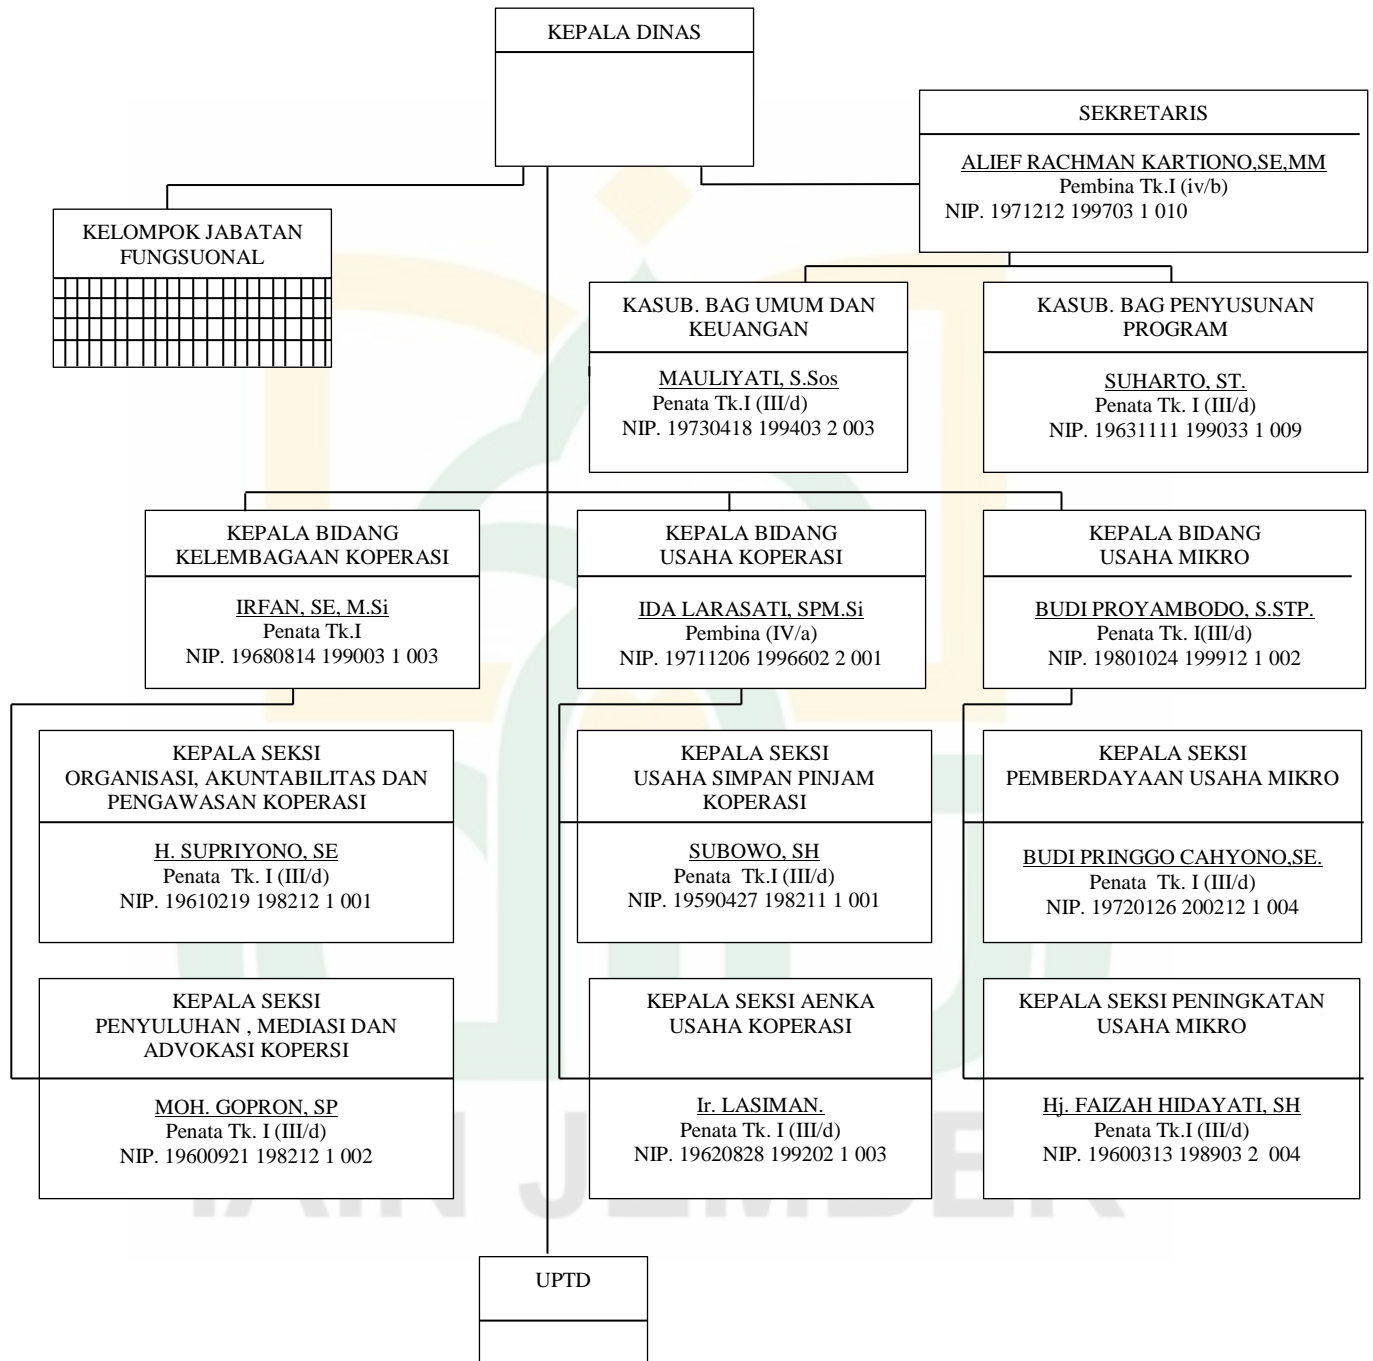 KEPALA DINAS
SEKRETARIS
ALIEF RACHMAN KARTIONO,SE,MM
Pembina Tk.I (iv/b)
NIP. 1971212 199703 1 010
KELOMPOK JABATAN
FUNGSUONAL
KASUB. BAG UMUM DAN
KEUANGAN
MAULIYATI, S.Sos
Penata Tk.I (III/d)
NIP. 19730418 199403 2 003
KASUB. BAG PENYUSUNAN
PROGRAM
SUHARTO, ST.
Penata Tk. I (III/d)
NIP. 19631111 199033 1 009
KEPALA BIDANG
KELEMBAGAAN KOPERASI
IRFAN, SE, M.Si
Penata Tk.I
NIP. 19680814 199003 1 003
KEPALA BIDANG
USAHA KOPERASI
IDA LARASATI, SPM.Si
Pembina (IV/a)
NIP. 19711206 1996602 2 001
KEPALA BIDANG
USAHA MIKRO
BUDI PROYAMBODO, S.STP.
Penata Tk. I(III/d)
NIP. 19801024 199912 1 002
KEPALA SEKSI
ORGANISASI, AKUNTABILITAS DAN
PENGAWASAN KOPERASI
H. SUPRIYONO, SE
Penata  Tk. I (III/d)
NIP. 19610219 198212 1 001
KEPALA SEKSI
USAHA SIMPAN PINJAM
KOPERASI
SUBOWO, SH
Penata  Tk.I (III/d)
NIP. 19590427 198211 1 001
KEPALA SEKSI
PEMBERDAYAAN USAHA MIKRO
BUDI PRINGGO CAHYONO,SE.
Penata  Tk. I (III/d)
NIP. 19720126 200212 1 004
KEPALA SEKSI
PENYULUHAN , MEDIASI DAN
ADVOKASI KOPERSI
MOH. GOPRON, SP
Penata Tk. I (III/d)
NIP. 19600921 198212 1 002
KEPALA SEKSI AENKA
USAHA KOPERASI
Ir. LASIMAN.
Penata Tk. I (III/d)
NIP. 19620828 199202 1 003
KEPALA SEKSI PENINGKATAN
USAHA MIKRO
Hj. FAIZAH HIDAYATI, SH
Penata Tk.I (III/d)
NIP. 19600313 198903 2  004
IAIN JEMBER
UPTD